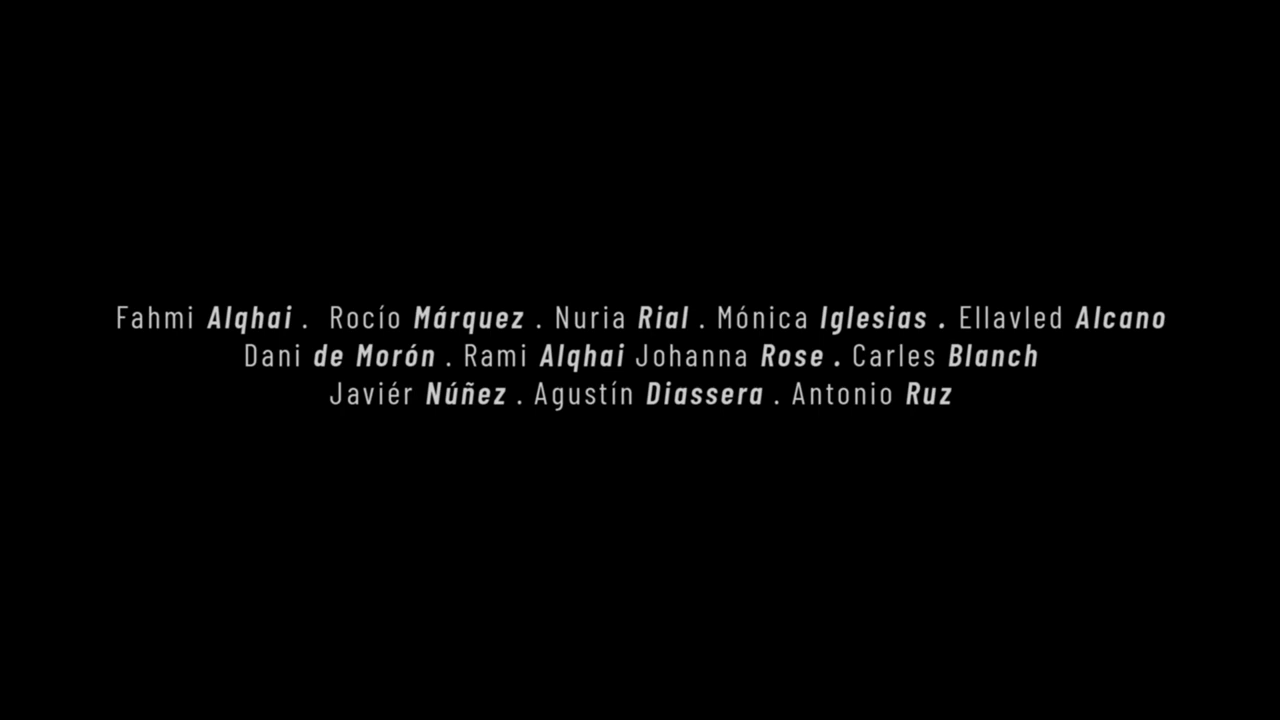 Fahmi Alqhai .  Rocío Márquez . Nuria Rial . Mónica Iglesias . Ellavled Alcano
Dani de Morón . Rami Alqhai Johanna Rose . Carles Blanch
Javiér Núñez . Agustín Diassera . Antonio Ruz